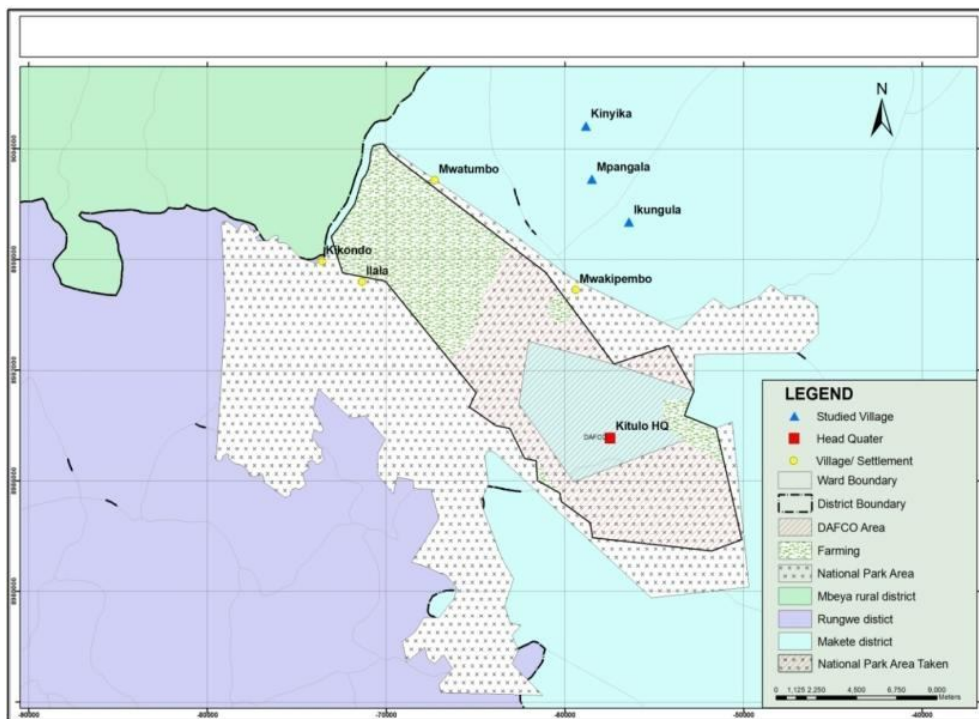 N
Kinyika
Mpangala
Mwatumbo
Ikungula
Kikondo
Ilala
Mwakipembo
Kitulo HQ
DAFCO
LEGEND
Studied Village
Head Quater
Village/ Settlement
Ward Boundary
District Boundary
DAFCO Area
Farming
National Park Area
Mbeya rural district
Rungwe distict
Makete district
National Park Area Taken
0 1,125 2,250 4,500 6,750 9,000
Meters
-90000 -80000 -70000 -60000 -50000 -40000